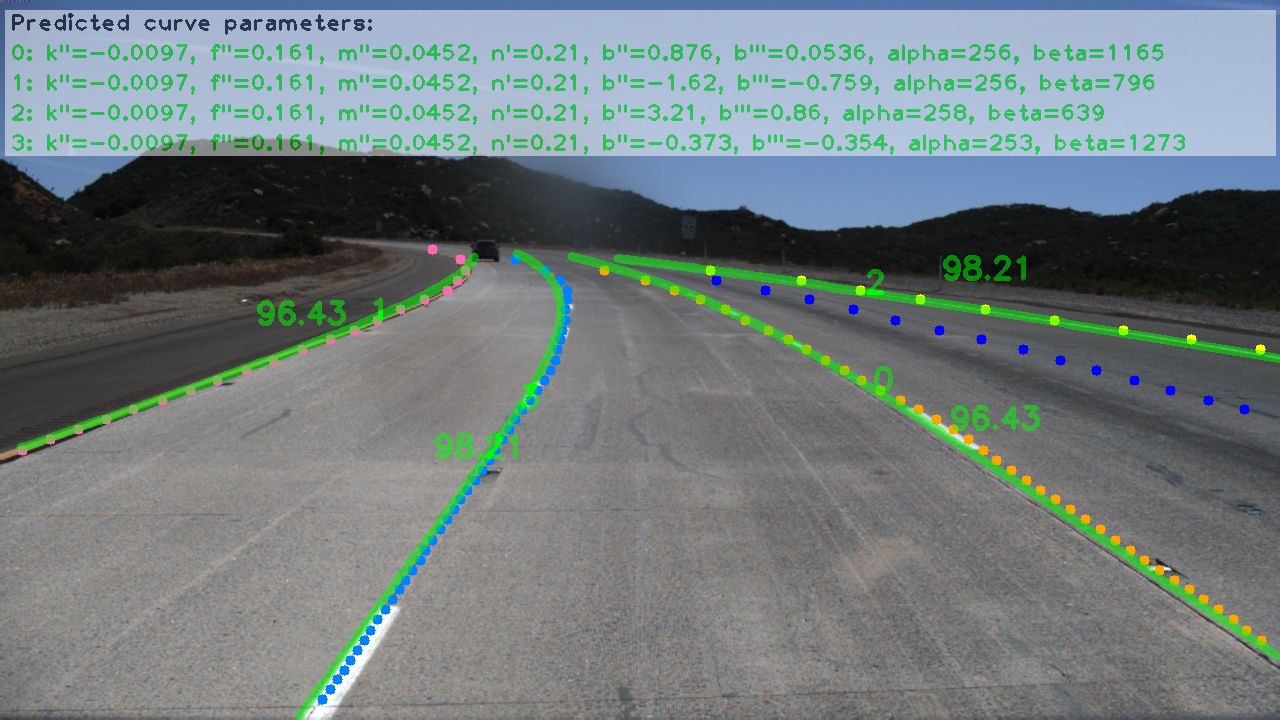 Predicted curve parameters:
0: k''=-0.0097, f''=0.161, m''=0.0452, n'=0.21, b''=0.876, b'''=0.0536, alpha=256, beta=1165
1: k''=-0.0097, f''=0.161, m''=0.0452, n'=0.21, b''=-1.62, b'''=-0.759, alpha=256, beta=796
2: k''=-0.0097, f''=0.161, m''=0.0452, n'=0.21, b''=3.21, b'''=0.86, alpha=258, beta=639
3: k''=-0.0097, f''=0.161, m''=0.0452, n'=0.21, b''=-0.373, b'''=-0.354, alpha=253, beta=1273
98.21
2
96.43 1
0
3
96.43
98.21